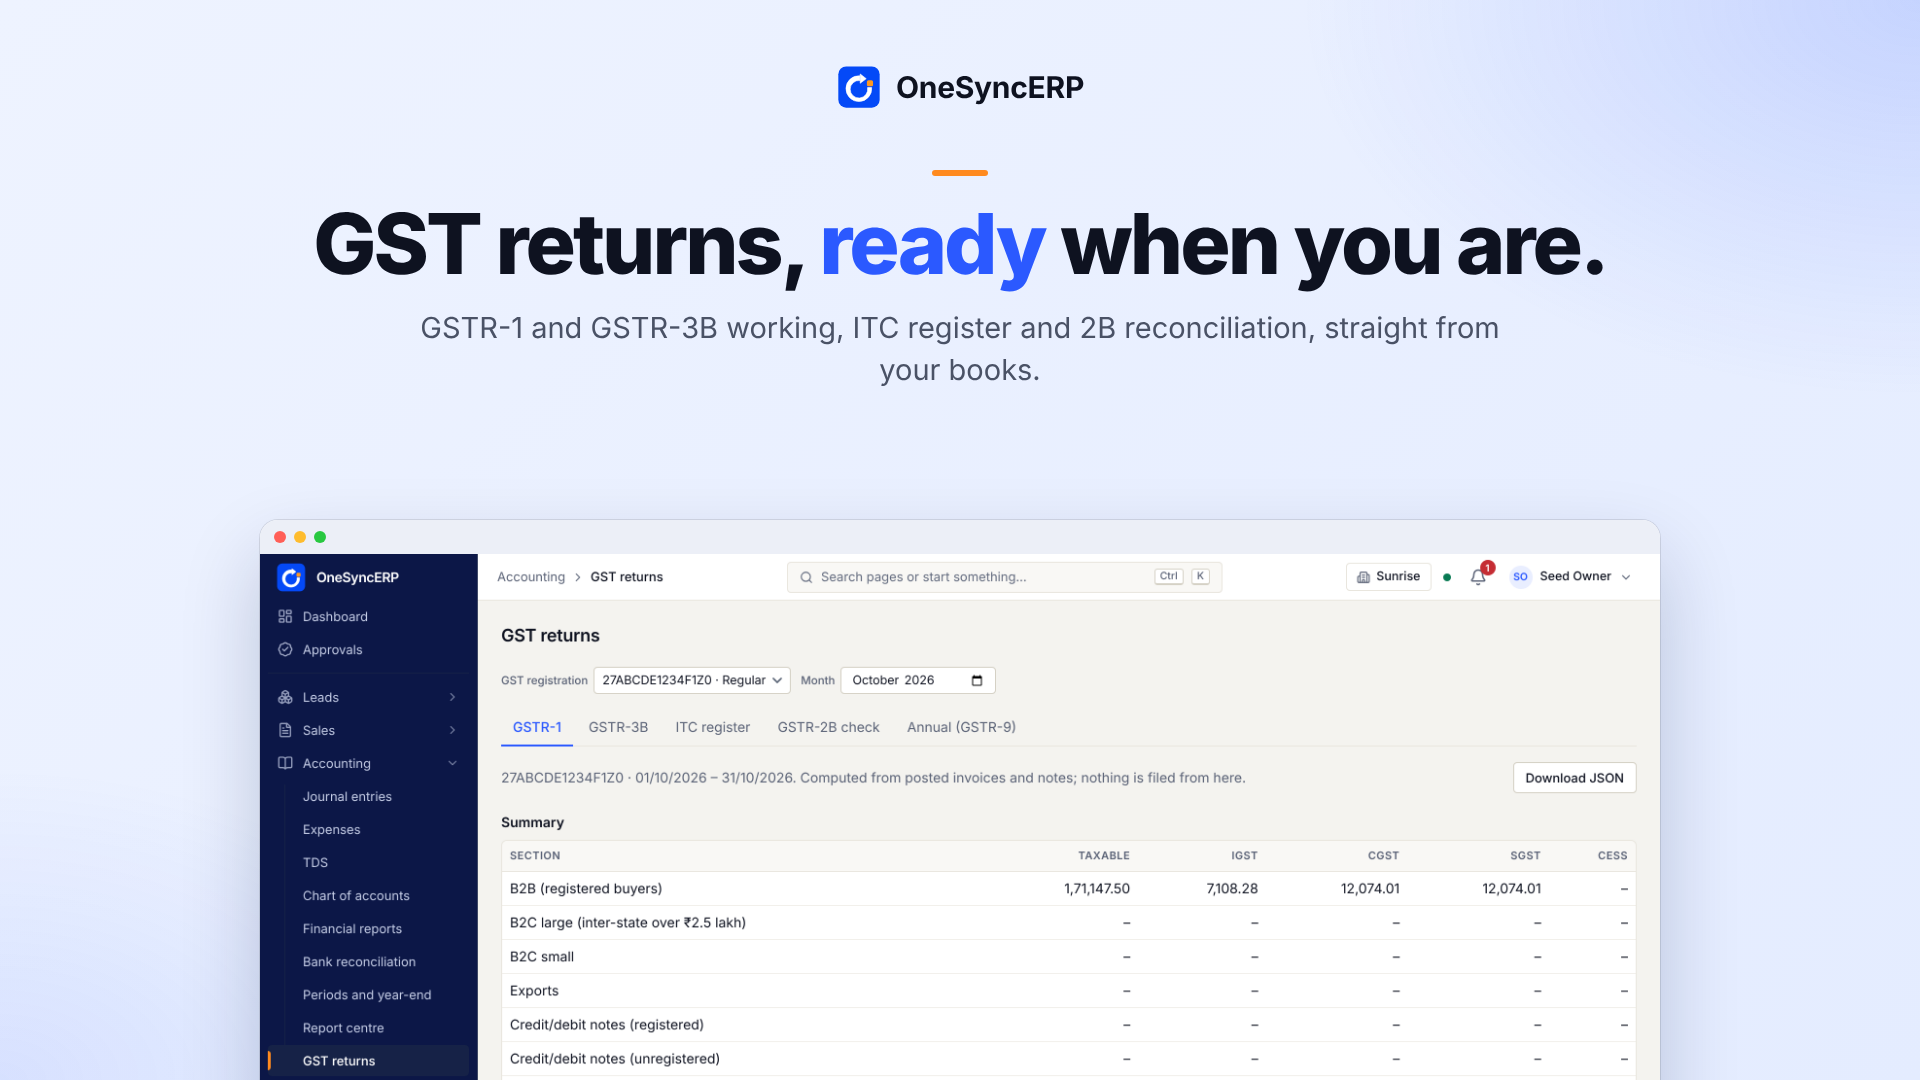 OneSyncERP
GST returns, ready when you are.
GSTR-1 and GSTR-3B working, ITC register and 2B reconciliation, straight from
your books.
OneSyncERP
Accounting > GST returns
Search pages or start something... Ctrl K
Sunrise
1
SO Seed Owner
Dashboard
Approvals
Leads
Sales
Accounting
Journal entries
Expenses
TDS
Chart of accounts
Financial reports
Bank reconciliation
Periods and year-end
Report centre
GST returns
GST returns
GST registration 27ABCDE1234F1Z0 · Regular Month October 2026
GSTR-1 GSTR-3B ITC register GSTR-2B check Annual (GSTR-9)
27ABCDE1234F1Z0 · 01/10/2026 – 31/10/2026. Computed from posted invoices and notes; nothing is filed from here. Download JSON
Summary
SECTION TAXABLE IGST CGST SGST CESS
B2B (registered buyers) 1,71,147.50 7,108.28 12,074.01 12,074.01 –
B2C large (inter-state over ₹2.5 lakh) – – – – –
B2C small – – – – –
Exports – – – – –
Credit/debit notes (registered) – – – – –
Credit/debit notes (unregistered) – – – – –